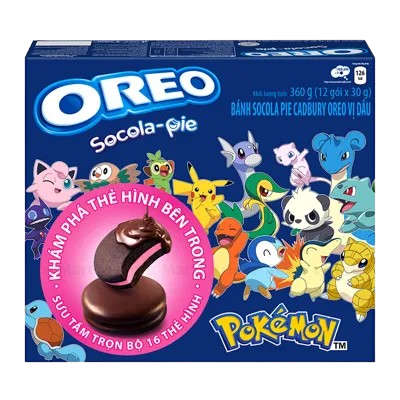 OREO
Socola-pie
126
Khối lượng tịnh: 360 g (12 gói x 30 g)
BÁNH SOCOLA PIE CADBURY OREO VỊ DÂU
KHÁM PHÁ THẺ HÌNH BÊN TRONG
SƯU TẦM TRỌN BỘ 16 THẺ HÌNH
POKÉMON
TM